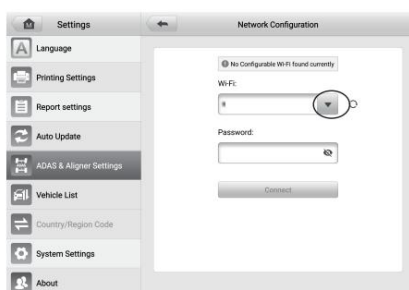 Settings
Network Configuration
Language
Printing Settings
Report settings
Auto Update
ADAS & Aligner Settings
Vehicle List
Country/Region Code
System Settings
About
No Configurable Wi-Fi found currently
Wi-Fi:
Password:
Connect